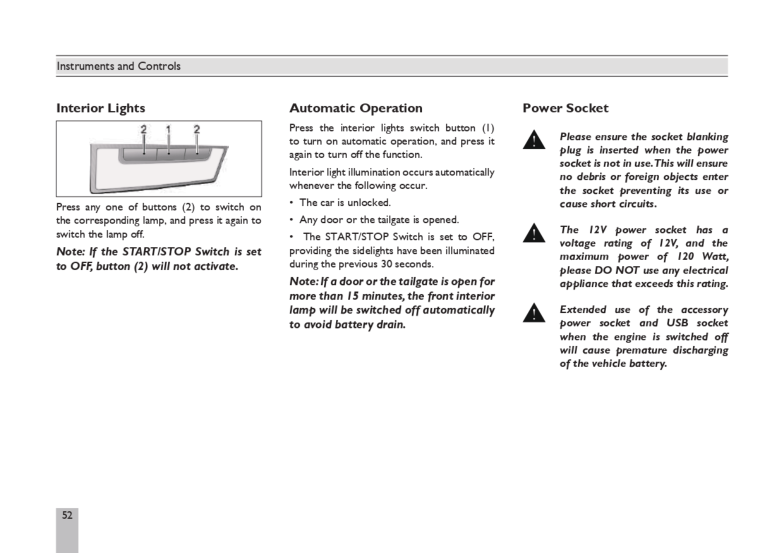 Instruments and Controls
Interior Lights
2 1 2
Press any one of buttons (2) to switch on
the corresponding lamp, and press it again to
switch the lamp off.
Note: If the START/STOP Switch is set
to OFF, button (2) will not activate.
Automatic Operation
Press the interior lights switch button (1)
to turn on automatic operation, and press it
again to turn off the function.
Interior light illumination occurs automatically
whenever the following occur.
• The car is unlocked.
• Any door or the tailgate is opened.
• The START/STOP Switch is set to OFF,
providing the sidelights have been illuminated
during the previous 30 seconds.
Note: If a door or the tailgate is open for
more than 15 minutes, the front interior
lamp will be switched off automatically
to avoid battery drain.
Power Socket
Please ensure the socket blanking
plug is inserted when the power
socket is not in use. This will ensure
no debris or foreign objects enter
the socket preventing its use or
cause short circuits.
The 12V power socket has a
voltage rating of 12V, and the
maximum power of 120 Watt,
please DO NOT use any electrical
appliance that exceeds this rating.
Extended use of the accessory
power socket and USB socket
when the engine is switched off
will cause premature discharging
of the vehicle battery.
52